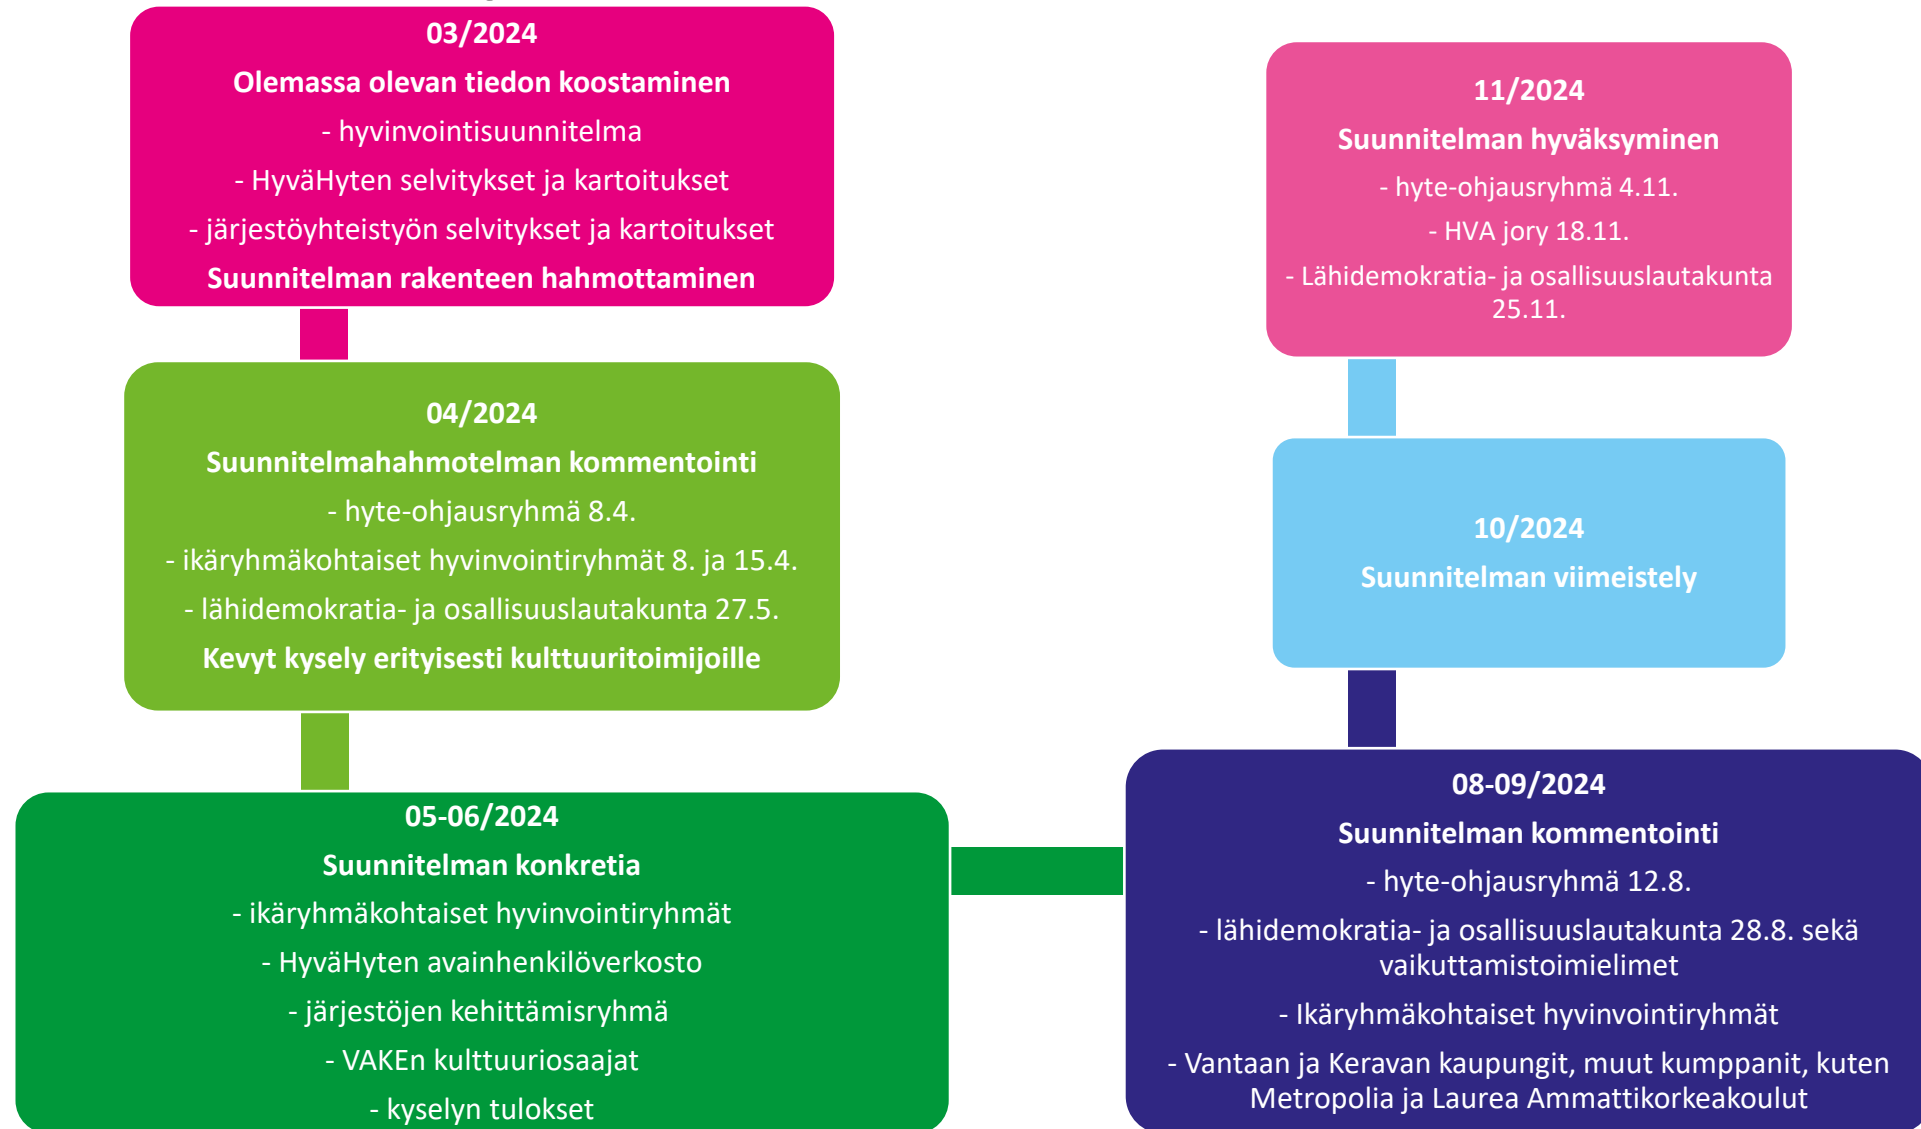 03/2024
Olemassa olevan tiedon koostaminen
- hyvinvointisuunnitelma
- HyväHyten selvitykset ja kartoitukset
- järjestöyhteistyön selvitykset ja kartoitukset
Suunnitelman rakenteen hahmottaminen
04/2024
Suunnitelmahahmotelman kommentointi
- hyte-ohjausryhmä 8.4.
- ikäryhmäkohtaiset hyvinvointiryhmät 8. ja 15.4.
- lähidemokratia- ja osallisuuslautakunta 27.5.
Kevyt kysely erityisesti kulttuuritoimijoille
05-06/2024
Suunnitelman konkretia
- ikäryhmäkohtaiset hyvinvointiryhmät
- HyväHyten avainhenkilöverkosto
- järjestöjen kehittämisryhmä
- VAKEn kulttuuriosaajat
- kyselyn tulokset
08-09/2024
Suunnitelman kommentointi
- hyte-ohjausryhmä 12.8.
- lähidemokratia- ja osallisuuslautakunta 28.8. sekä
vaikuttamistoimielimet
- Ikäryhmäkohtaiset hyvinvointiryhmät
- Vantaan ja Keravan kaupungit, muut kumppanit, kuten
Metropolia ja Laurea Ammattikorkeakoulut
10/2024
Suunnitelman viimeistely
11/2024
Suunnitelman hyväksyminen
- hyte-ohjausryhmä 4.11.
- HVA jory 18.11.
- Lähidemokratia- ja osallisuuslautakunta
25.11.